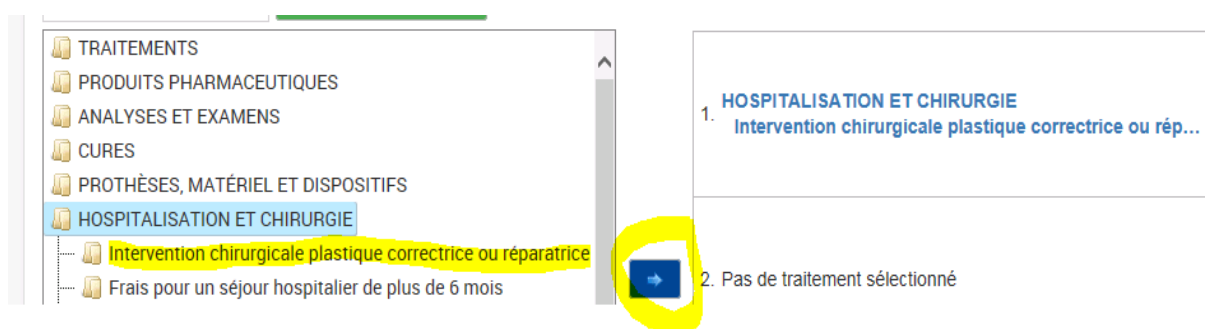 TRAITEMENTS
PRODUITS PHARMACEUTIQUES
ANALYSES ET EXAMENS
CURES
PROTHÈSES, MATÉRIEL ET DISPOSITIFS
HOSPITALISATION ET CHIRURGIE
Intervention chirurgicale plastique correctrice ou réparatrice
Frais pour un séjour hospitalier de plus de 6 mois
1. HOSPITALISATION ET CHIRURGIE
Intervention chirurgicale plastique correctrice ou rép...
2. Pas de traitement sélectionné